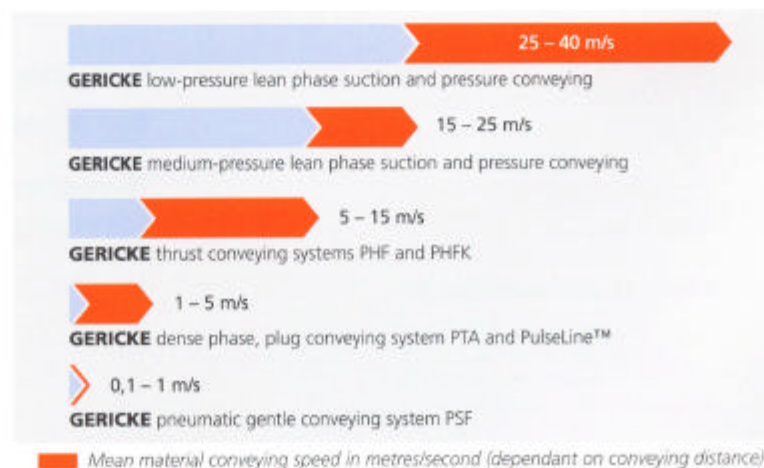 25 – 40 m/s
GERICKE low-pressure lean phase suction and pressure conveying
15 – 25 m/s
GERICKE medium-pressure lean phase suction and pressure conveying
5 – 15 m/s
GERICKE thrust conveying systems PHF and PHFK
1 – 5 m/s
GERICKE dense phase, plug conveying system PTA and PulseLine™
0,1 – 1 m/s
GERICKE pneumatic gentle conveying system PSF
Mean material conveying speed in metres/second (dependant on conveying distance)